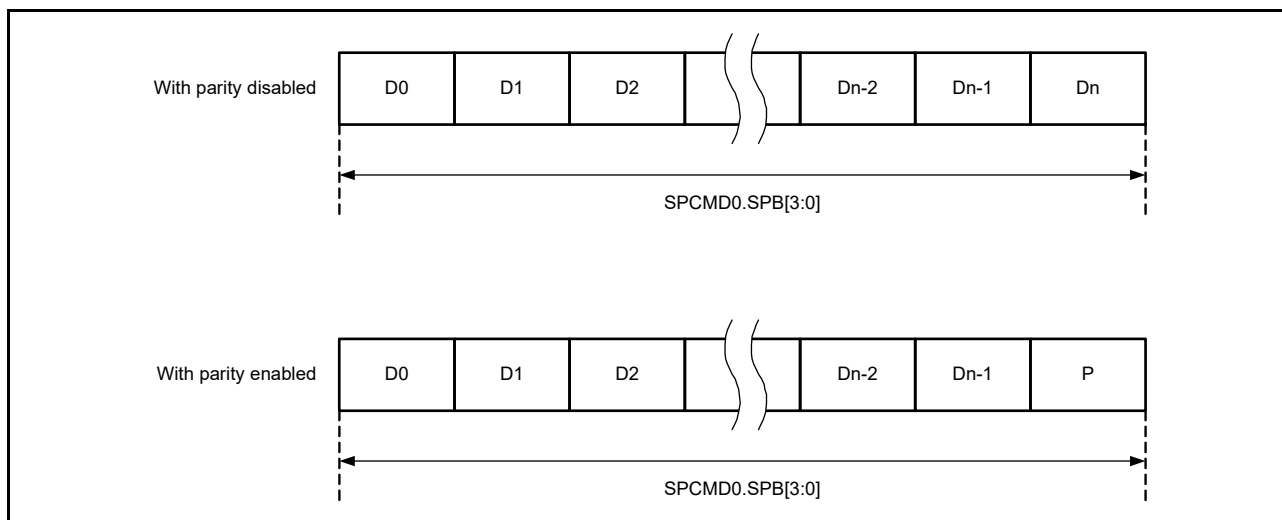 With parity disabled D0 D1 D2 Dn-2 Dn-1 Dn
SPCMD0.SPB[3:0]
With parity enabled D0 D1 D2 Dn-2 Dn-1 P
SPCMD0.SPB[3:0]